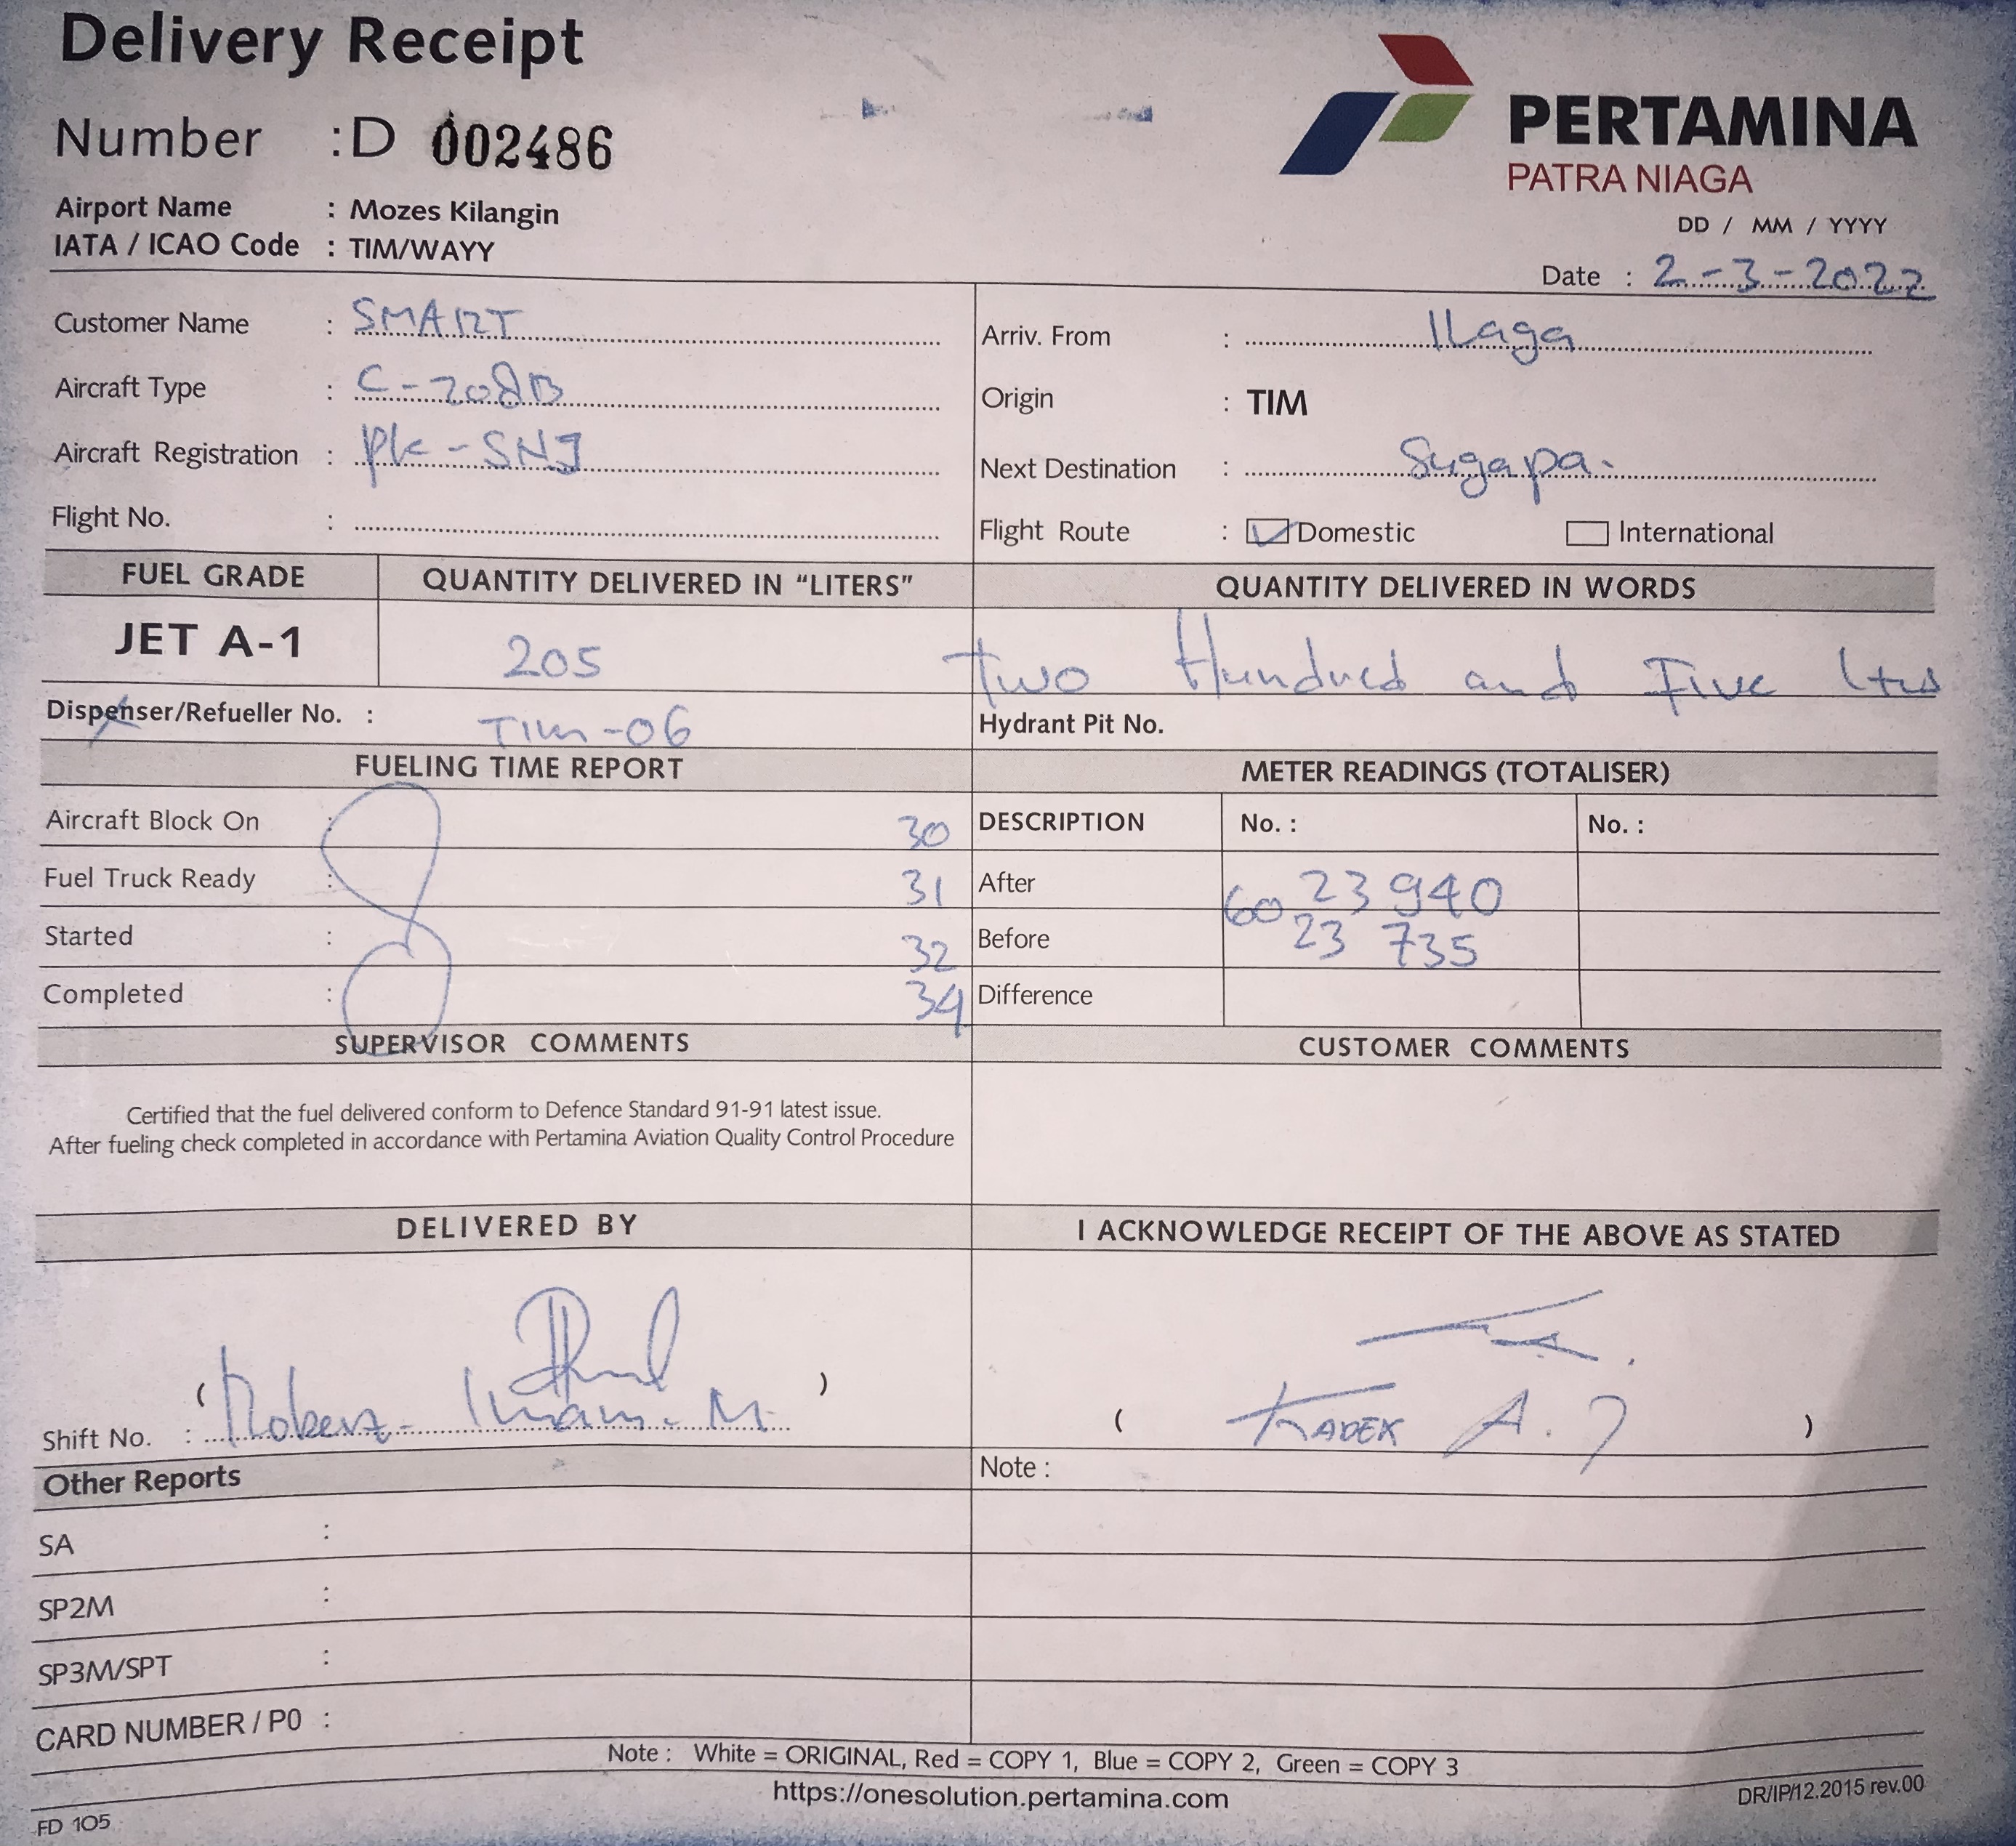 Delivery Receipt
Number : D 002486
PERTAMINA
PATRA NIAGA
Airport Name : Mozes Kilangin
IATA / ICAO Code : TIM/WAYY
DD / MM / YYYY
Date : 2-3-2022
Customer Name : SMART
Aircraft Type : C-208B
Aircraft Registration : PK-SNJ
Flight No. :
Arriv. From : ILaga
Origin : TIM
Next Destination : Sugapa.
Flight Route : Domestic International
FUEL GRADE QUANTITY DELIVERED IN “LITERS” QUANTITY DELIVERED IN WORDS
JET A-1 205 Two Hundred and Five ltrs
Dispenser/Refueller No. : TIM-06 Hydrant Pit No.
FUELING TIME REPORT METER READINGS (TOTALISER)
Aircraft Block On : 30 DESCRIPTION No. : No. :
Fuel Truck Ready : 31 After 60 23 940
Started : 32 Before 23 735
Completed : 34 Difference
8
SUPERVISOR COMMENTS CUSTOMER COMMENTS
Certified that the fuel delivered conform to Defence Standard 91-91 latest issue.
After fueling check completed in accordance with Pertamina Aviation Quality Control Procedure
DELIVERED BY I ACKNOWLEDGE RECEIPT OF THE ABOVE AS STATED
Shift No. : ( Imam. M ) ( KADEK A. )
Other Reports Note :
SA :
SP2M :
SP3M/SPT :
CARD NUMBER / P0 :
Note : White = ORIGINAL, Red = COPY 1, Blue = COPY 2, Green = COPY 3
https://onesolution.pertamina.com
FD 105 DR/IP/12.2015 rev.00